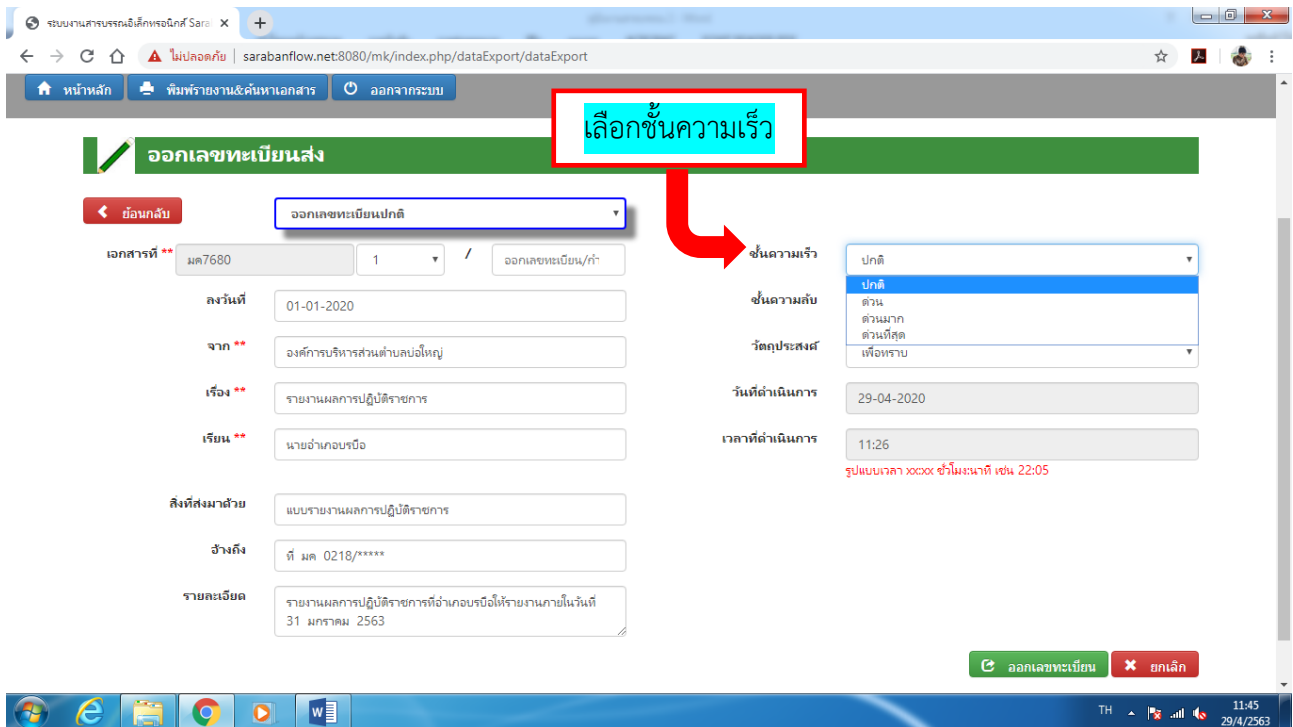 ระบบงานสารบรรณอิเล็กทรอนิกส์ Sara
ไม่ปลอดภัย | sarabanflow.net:8080/mk/index.php/dataExport/dataExport
หน้าหลัก พิมพ์รายงาน&ค้นหาเอกสาร ออกจากระบบ
เลือกชั้นความเร็ว
ออกเลขทะเบียนส่ง
ย้อนกลับ ออกเลขทะเบียนปกติ
เอกสารที่ ** มค7680 1 / ออกเลขทะเบียน/กำ ชั้นความเร็ว ปกติ
ปกติ
ด่วน
ด่วนมาก
ด่วนที่สุด
ลงวันที่ 01-01-2020 ชั้นความลับ
จาก ** องค์การบริหารส่วนตำบลบ่อใหญ่ วัตถุประสงค์ เพื่อทราบ
เรื่อง ** รายงานผลการปฏิบัติราชการ วันที่ดำเนินการ 29-04-2020
เรียน ** นายอำเภอบรบือ เวลาที่ดำเนินการ 11:26
รูปแบบเวลา xx:xx ชั่วโมง:นาที เช่น 22:05
สิ่งที่ส่งมาด้วย แบบรายงานผลการปฏิบัติราชการ
อ้างถึง ที่ มค 0218/*****
รายละเอียด รายงานผลการปฏิบัติราชการที่อำเภอบรบือให้รายงานภายในวันที่
31 มกราคม 2563
ออกเลขทะเบียน ยกเลิก
TH 11:45
29/4/2563